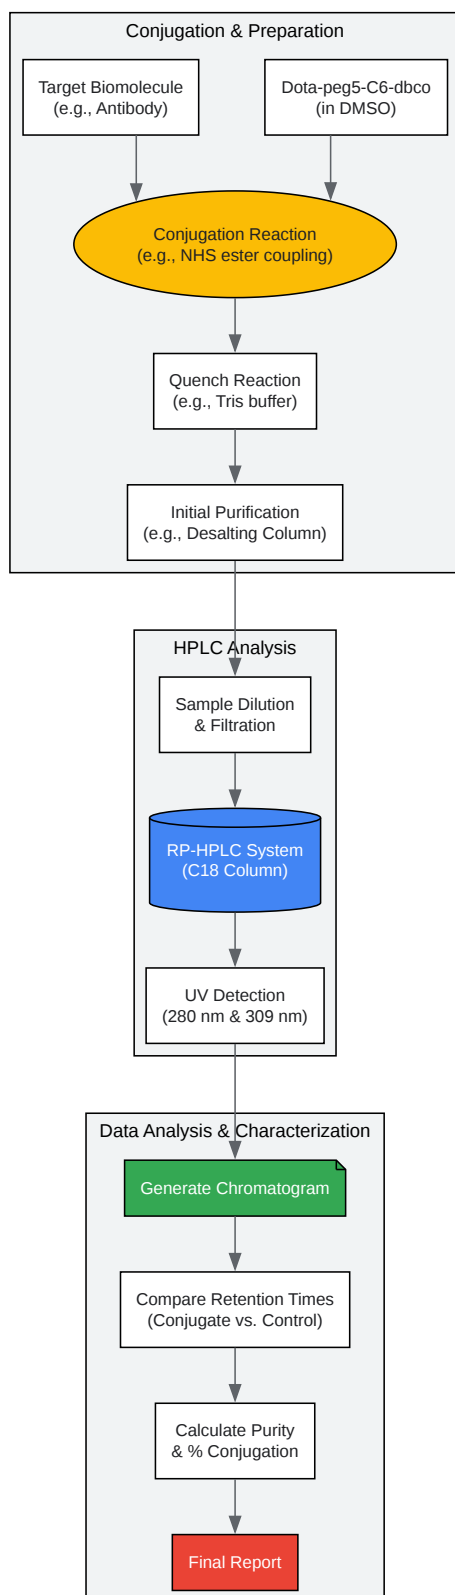 Conjugation & Preparation
Target Biomolecule
(e.g., Antibody)
Dota-peg5-C6-dbco
(in DMSO)
Conjugation Reaction
(e.g., NHS ester coupling)
Quench Reaction
(e.g., Tris buffer)
Initial Purification
(e.g., Desalting Column)
HPLC Analysis
Sample Dilution
& Filtration
RP-HPLC System
(C18 Column)
UV Detection
(280 nm & 309 nm)
Data Analysis & Characterization
Generate Chromatogram
Compare Retention Times
(Conjugate vs. Control)
Calculate Purity
& % Conjugation
Final Report